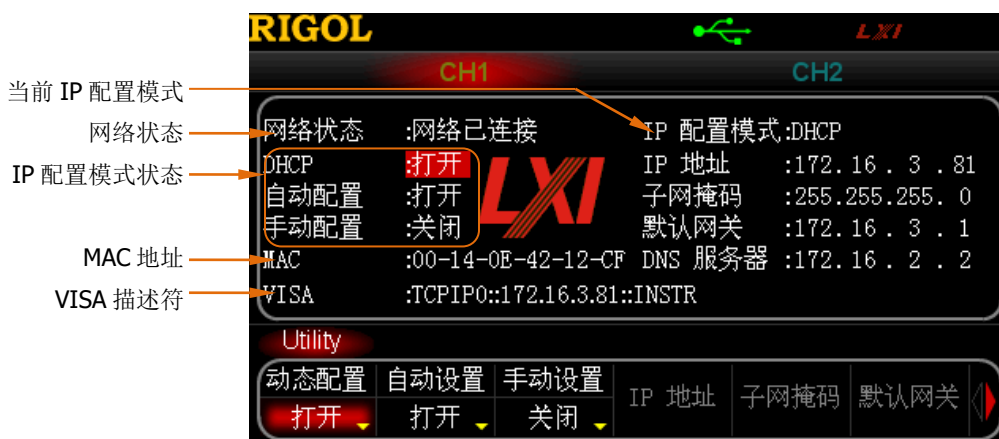 RIGOL LXI
CH1 CH2
当前 IP 配置模式
网络状态
IP 配置模式状态
MAC 地址
VISA 描述符
网络状态 :网络已连接
DHCP :打开
自动配置 :打开
手动配置 :关闭
MAC :00-14-0E-42-12-CF
VISA :TCPIP0::172.16.3.81::INSTR
LXI
IP 配置模式:DHCP
IP 地址 :172.16.3.81
子网掩码 :255.255.255.0
默认网关 :172.16.3.1
DNS 服务器 :172.16.2.2
Utility
动态配置 自动设置 手动设置 IP 地址 子网掩码 默认网关
打开 打开 关闭